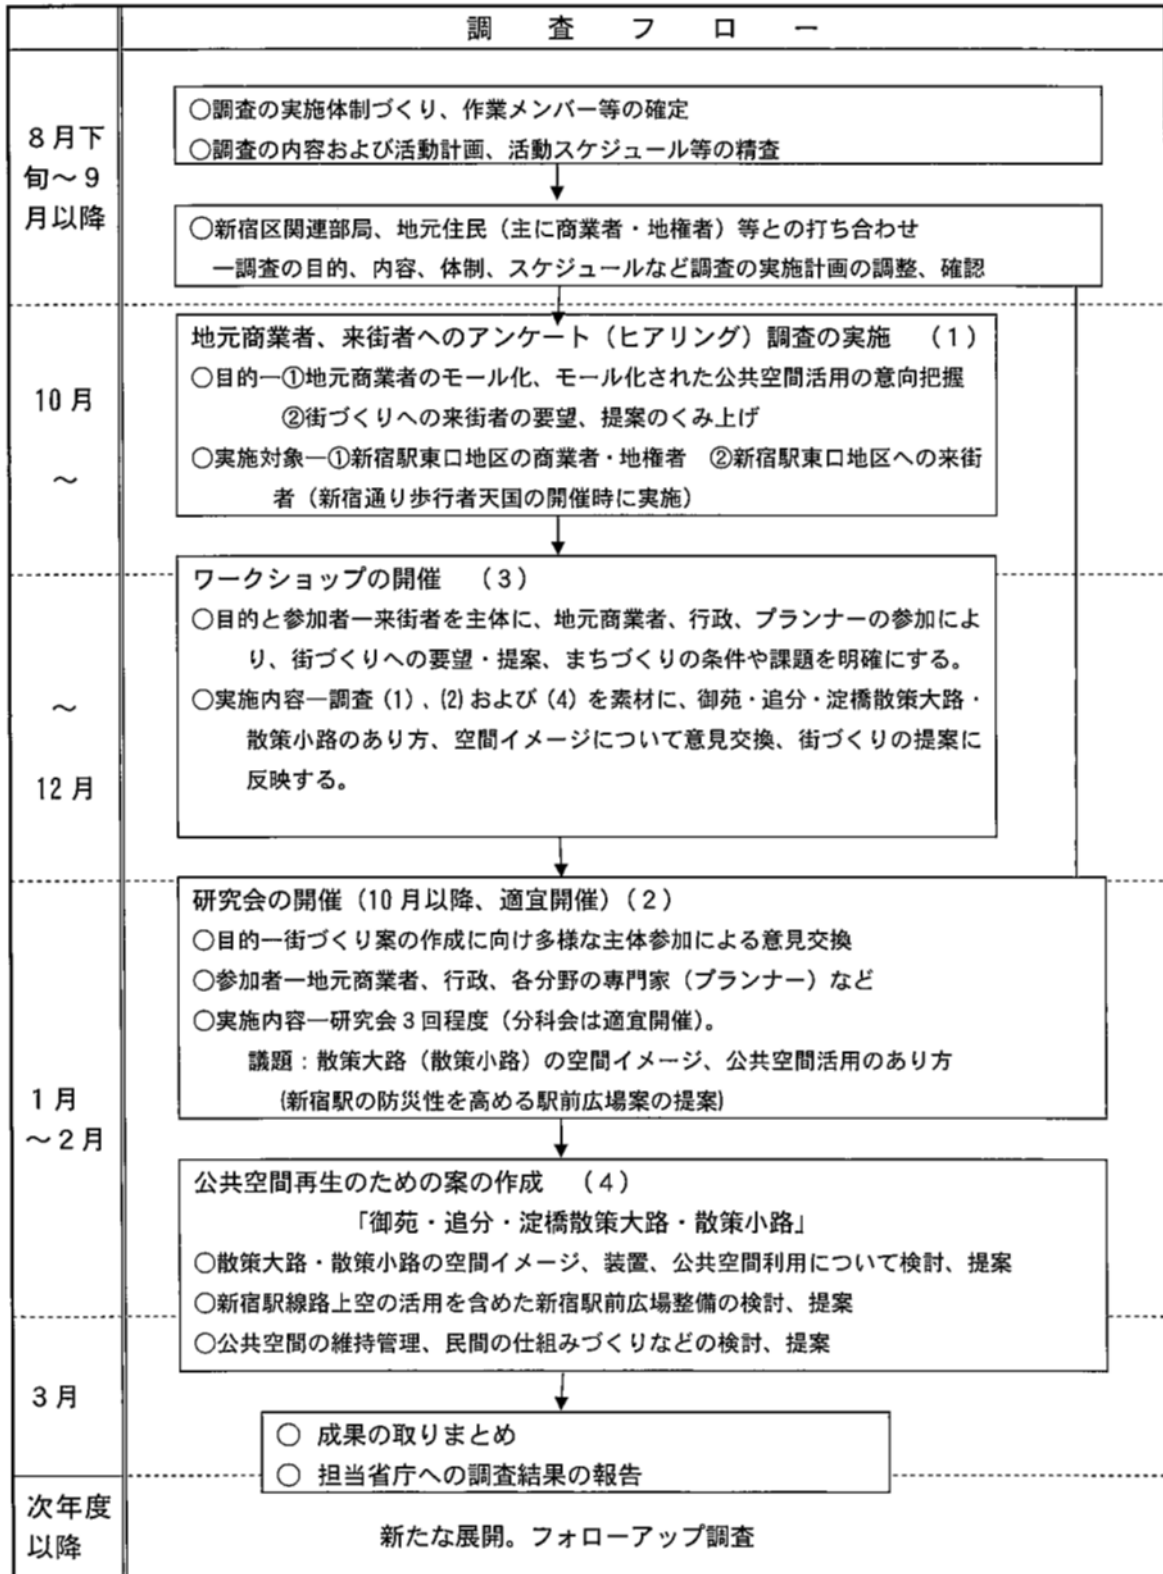 調査フロー
8月下
旬～9
月以降
○調査の実施体制づくり、作業メンバー等の確定
○調査の内容および活動計画、活動スケジュール等の精査
○新宿区関連部局、地元住民（主に商業者・地権者）等との打ち合わせ
―調査の目的、内容、体制、スケジュールなど調査の実施計画の調整、確認
10月
～
地元商業者、来街者へのアンケート（ヒアリング）調査の実施　（1）
○目的―①地元商業者のモール化、モール化された公共空間活用の意向把握
②街づくりへの来街者の要望、提案のくみ上げ
○実施対象―①新宿駅東口地区の商業者・地権者　②新宿駅東口地区への来街
者（新宿通り歩行者天国の開催時に実施）
～
12月
ワークショップの開催　（3）
○目的と参加者―来街者を主体に、地元商業者、行政、プランナーの参加によ
り、街づくりへの要望・提案、まちづくりの条件や課題を明確にする。
○実施内容―調査（1）、(2)および（4）を素材に、御苑・追分・淀橋散策大路・
散策小路のあり方、空間イメージについて意見交換、街づくりの提案に
反映する。
1月
～2月
研究会の開催（10月以降、適宜開催）（2）
○目的―街づくり案の作成に向け多様な主体参加による意見交換
○参加者―地元商業者、行政、各分野の専門家（プランナー）など
○実施内容―研究会3回程度（分科会は適宜開催）。
議題：散策大路（散策小路）の空間イメージ、公共空間活用のあり方
(新宿駅の防災性を高める駅前広場案の提案)
公共空間再生のための案の作成　（4）
「御苑・追分・淀橋散策大路・散策小路」
○散策大路・散策小路の空間イメージ、装置、公共空間利用について検討、提案
○新宿駅線路上空の活用を含めた新宿駅前広場整備の検討、提案
○公共空間の維持管理、民間の仕組みづくりなどの検討、提案
3月
○　成果の取りまとめ
○　担当省庁への調査結果の報告
次年度
以降
新たな展開。フォローアップ調査